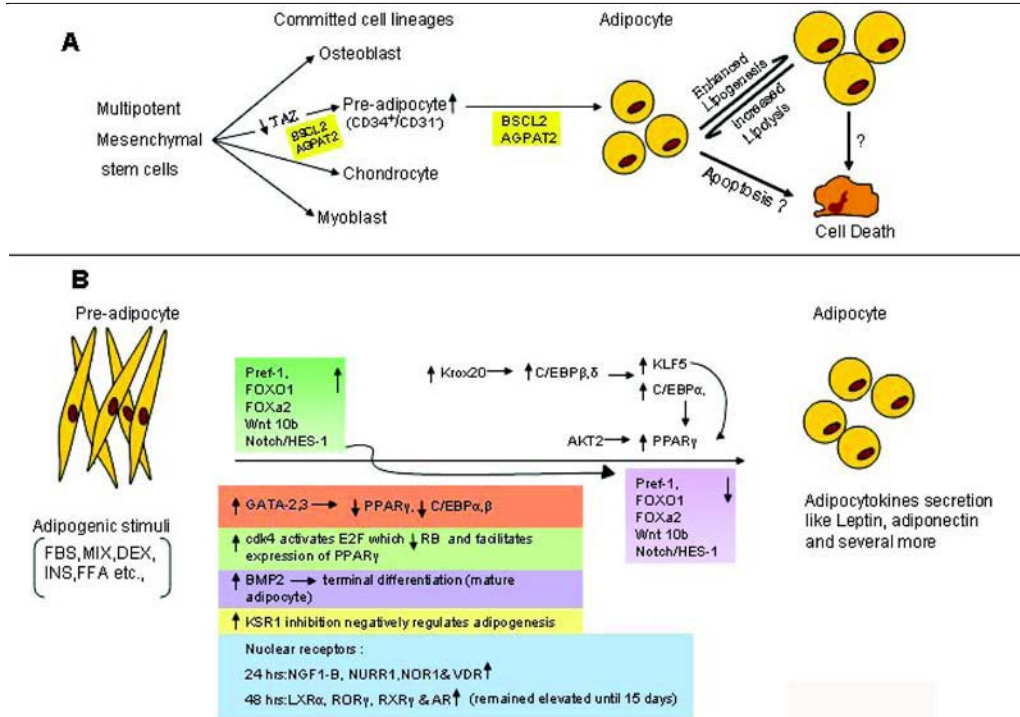 A
Committed cell lineages
Adipocyte
Osteoblast
Multipotent
Mesenchymal
stem cells
↓ TAZ
BSCL2
AGPAT2
Pre-adipocyte ↑
(CD34⁺/CD31⁻)
BSCL2
AGPAT2
Chondrocyte
Myoblast
Enhanced
Lipogenesis
Increased
Lipolysis
?
Apoptosis ?
Cell Death
B
Pre-adipocyte
Adipocyte
Pref-1, ↑
FOXO1
FOXa2
Wnt 10b
Notch/HES-1
↑ Krox20 → ↑ C/EBPβ,δ → ↑ KLF5
↑ C/EBPα,
AKT2 → ↑ PPARγ
Pref-1, ↓
FOXO1
FOXa2
Wnt 10b
Notch/HES-1
Adipogenic stimuli
FBS,MIX,DEX,
INS,FFA etc.,
↑ GATA-2,3 → ↓ PPARγ, ↓ C/EBPα,β
↑ cdk4 activates E2F which ↓ RB and facilitates
expression of PPARγ
↑ BMP2 → terminal differentiation (mature
adipocyte)
↑ KSR1 inhibition negatively regulates adipogenesis
Nuclear receptors :
24 hrs:NGF1-B, NURR1,NOR1&VDR↑
48 hrs:LXRα, RORγ, RXRγ & AR↑ (remained elevated until 15 days)
Adipocytokines secretion
like Leptin, adiponectin
and several more